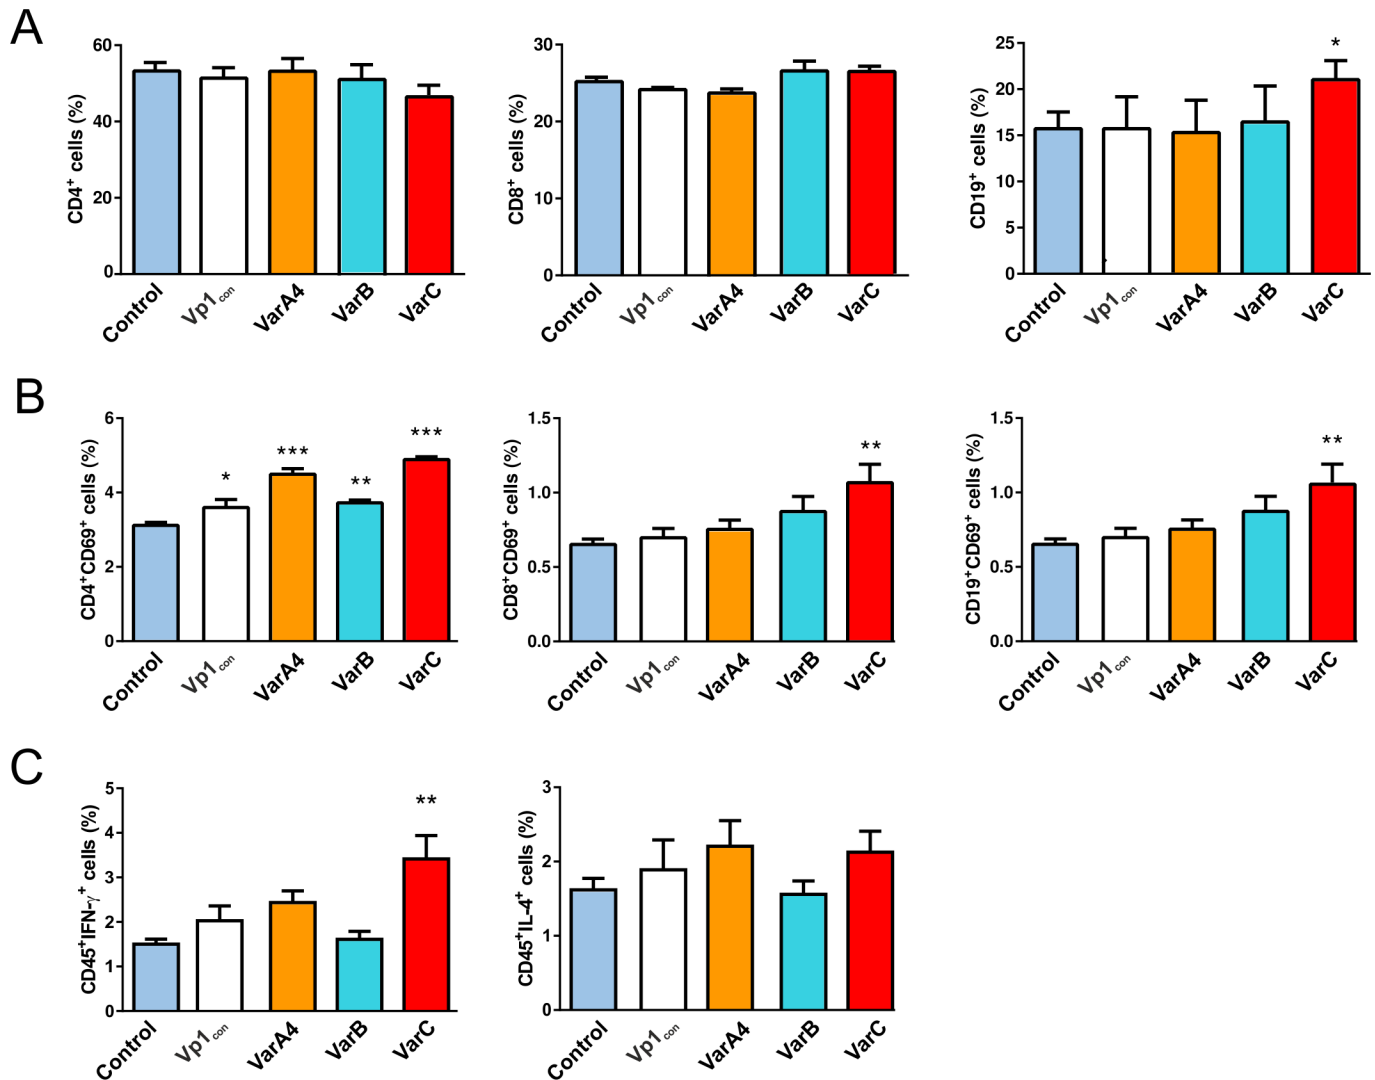 A
CD4+ cells (%)
60
40
20
0
Control
Vp1con
VarA4
VarB
VarC
CD8+ cells (%)
30
20
10
0
Control
Vp1con
VarA4
VarB
VarC
CD19+ cells (%)
25
20
15
10
5
0
*
Control
Vp1con
VarA4
VarB
VarC
B
CD4+CD69+ cells (%)
6
4
2
0
*
***
**
***
Control
Vp1con
VarA4
VarB
VarC
CD8+CD69+ cells (%)
1.5
1.0
0.5
0.0
**
Control
Vp1con
VarA4
VarB
VarC
CD19+CD69+ cells (%)
1.5
1.0
0.5
0.0
**
Control
Vp1con
VarA4
VarB
VarC
C
CD45+IFN-γ+ cells (%)
5
4
3
2
1
0
**
Control
Vp1con
VarA4
VarB
VarC
CD45+IL-4+ cells (%)
3
2
1
0
Control
Vp1con
VarA4
VarB
VarC